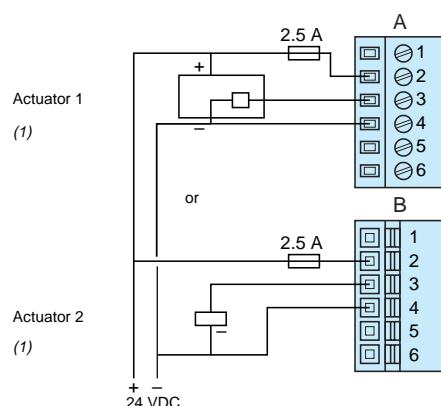 A
2.5 A
1
+
2
Actuator 1
3
(1)
–
4
5
6
or
B
2.5 A
1
2
3
4
Actuator 2
–
5
(1)
6
+ –
24 VDC